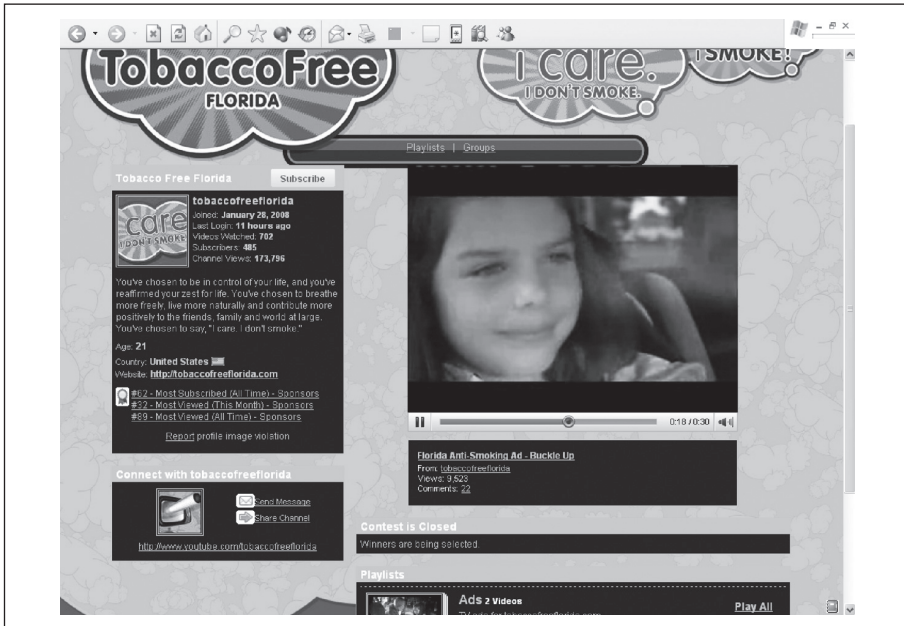 TobaccoFree
FLORIDA
I care.
I DON'T SMOKE.
I SMOKE!
Playlists | Groups
Tobacco Free Florida
Subscribe
care
I DON'T SMOKE
tobaccofreeflorida
Joined: January 28, 2008
Last Login: 11 hours ago
Videos Watched: 702
Subscribers: 485
Channel Views: 173,796
You've chosen to be in control of your life, and you've
reaffirmed your zest for life. You've chosen to breathe
more freely, live more naturally and contribute more
positively to the friends, family and world at large.
You've chosen to say, "I care. I don't smoke."
Age: 21
Country: United States
Website: http://tobaccofreeflorida.com
#62 - Most Subscribed (All Time) - Sponsors
#32 - Most Viewed (This Month) - Sponsors
#89 - Most Viewed (All Time) - Sponsors
Report profile image violation
Connect with tobaccofreeflorida
Send Message
Share Channel
http://www.youtube.com/tobaccofreeflorida
0:18 / 0:30
Florida Anti-Smoking Ad - Buckle Up
From: tobaccofreeflorida
Views: 9,523
Comments: 22
Contest is Closed
Winners are being selected.
Playlists
Ads 2 Videos
Play All
TV ads for tobaccofreeflorida.com